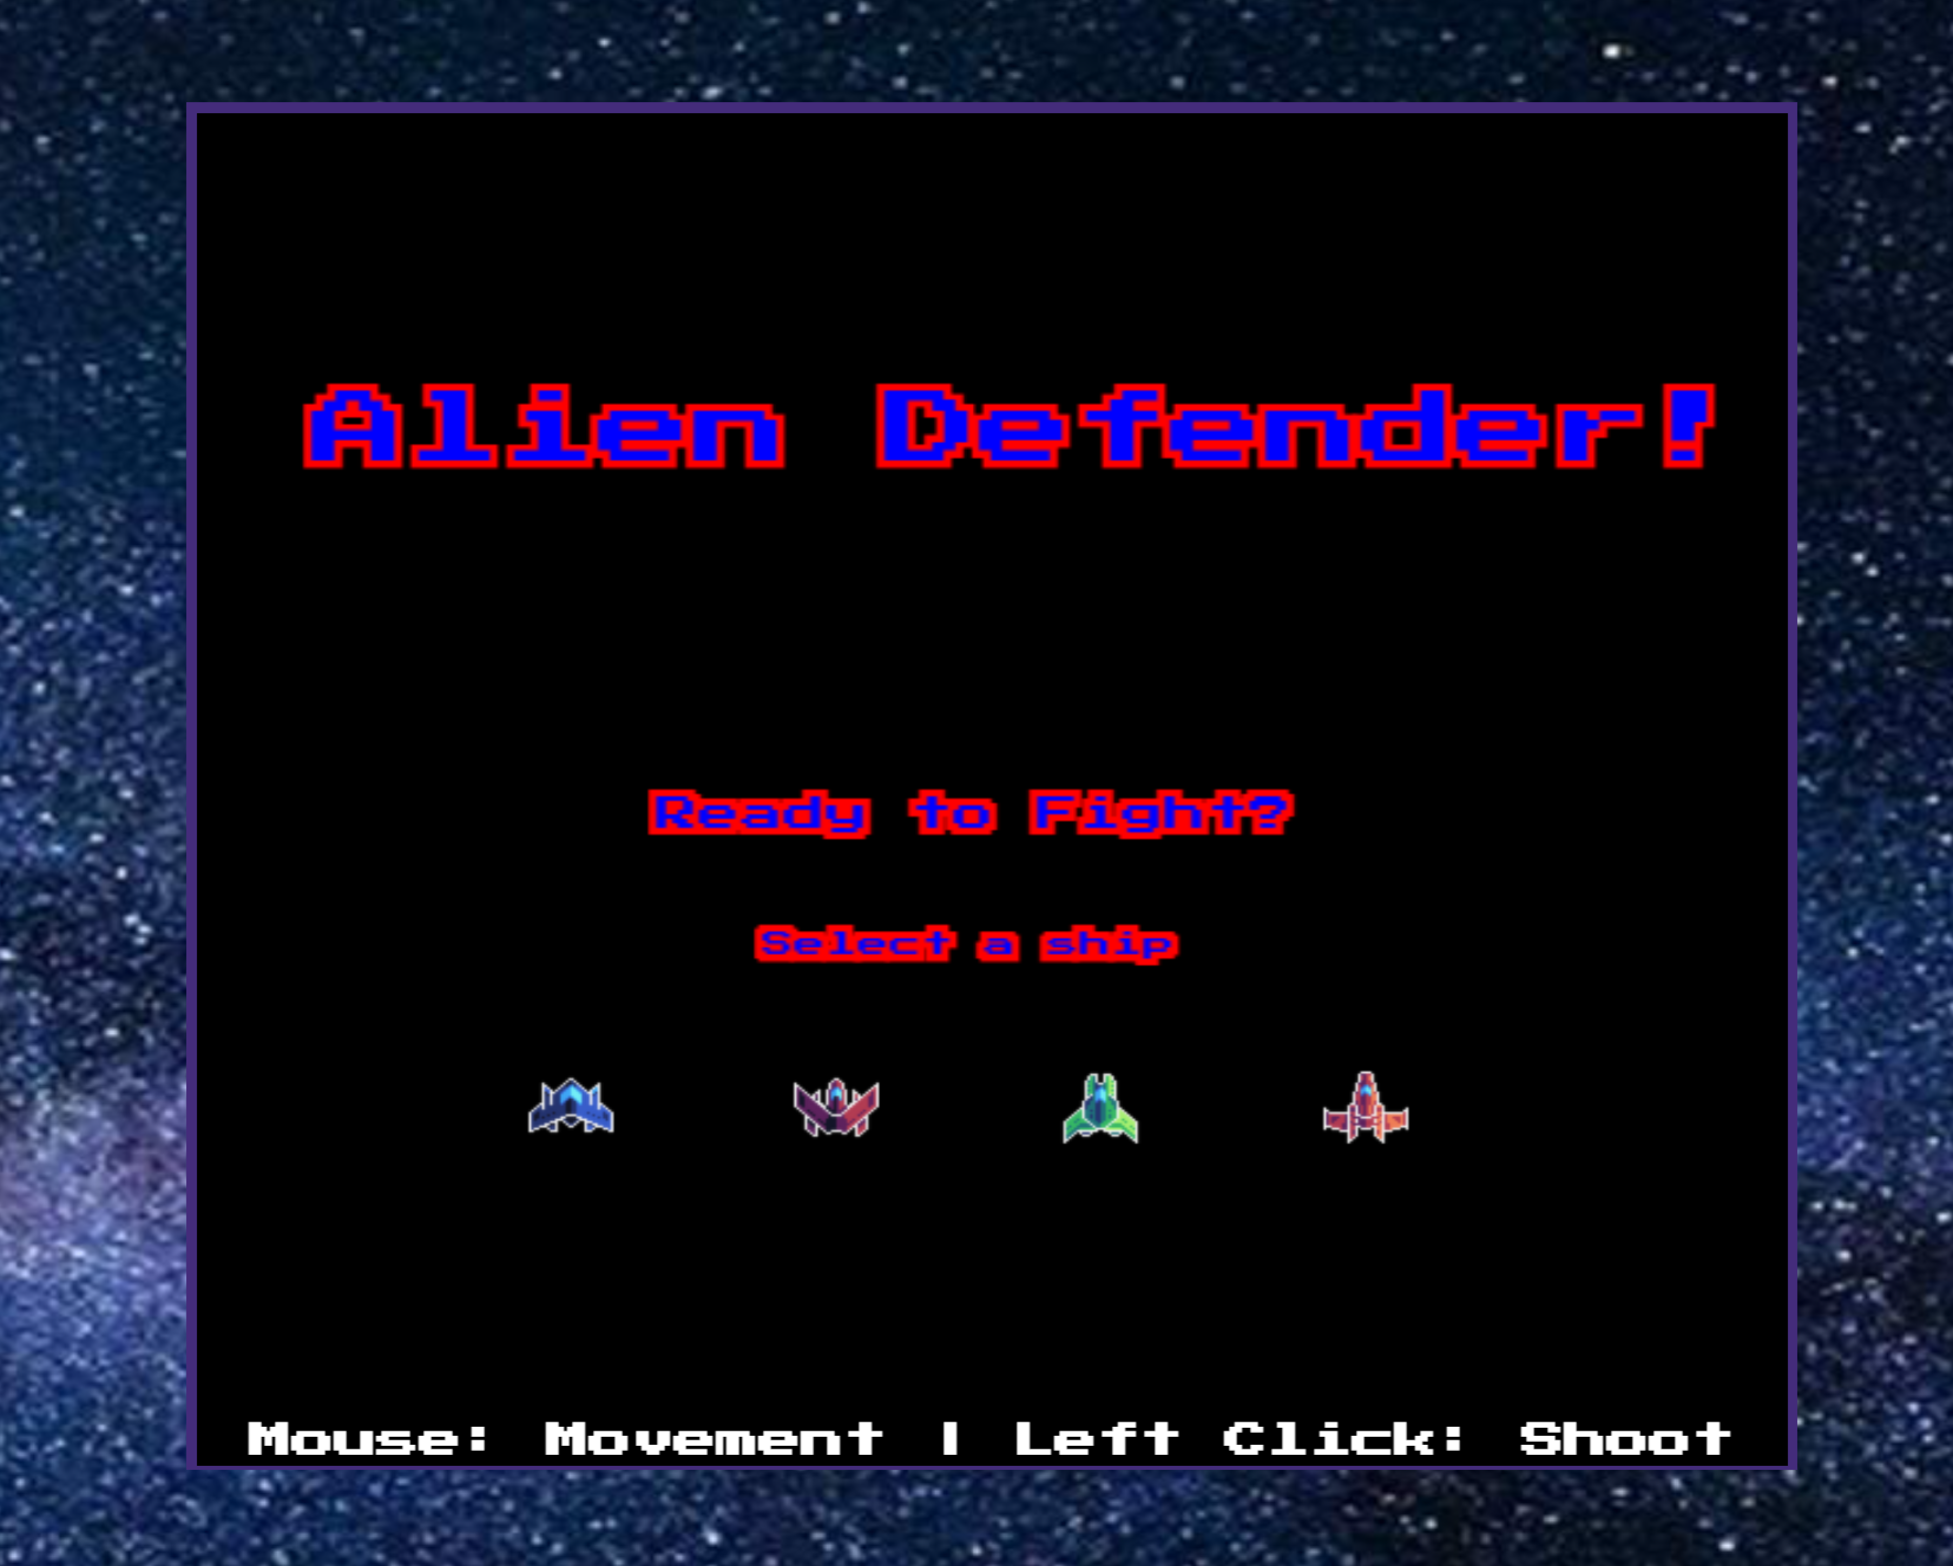 Alien Defender!
Ready to Fight?
Select a ship
Mouse: Movement | Left Click: Shoot